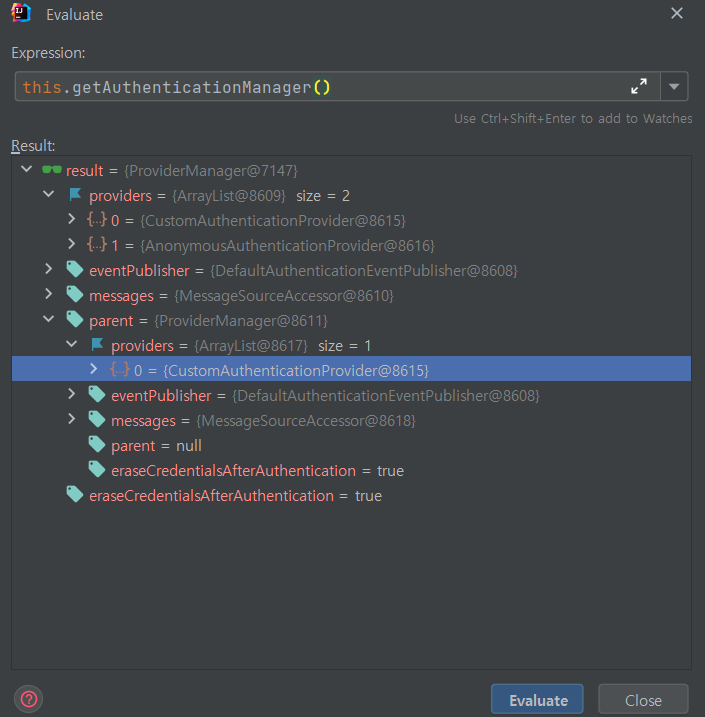 Evaluate
Expression:
this.getAuthenticationManager()
Use Ctrl+Shift+Enter to add to Watches
Result:
result = {ProviderManager@7147}
providers = {ArrayList@8609} size = 2
{...} 0 = {CustomAuthenticationProvider@8615}
{...} 1 = {AnonymousAuthenticationProvider@8616}
eventPublisher = {DefaultAuthenticationEventPublisher@8608}
messages = {MessageSourceAccessor@8610}
parent = {ProviderManager@8611}
providers = {ArrayList@8617} size = 1
{...} 0 = {CustomAuthenticationProvider@8615}
eventPublisher = {DefaultAuthenticationEventPublisher@8608}
messages = {MessageSourceAccessor@8618}
parent = null
eraseCredentialsAfterAuthentication = true
eraseCredentialsAfterAuthentication = true
? Evaluate Close